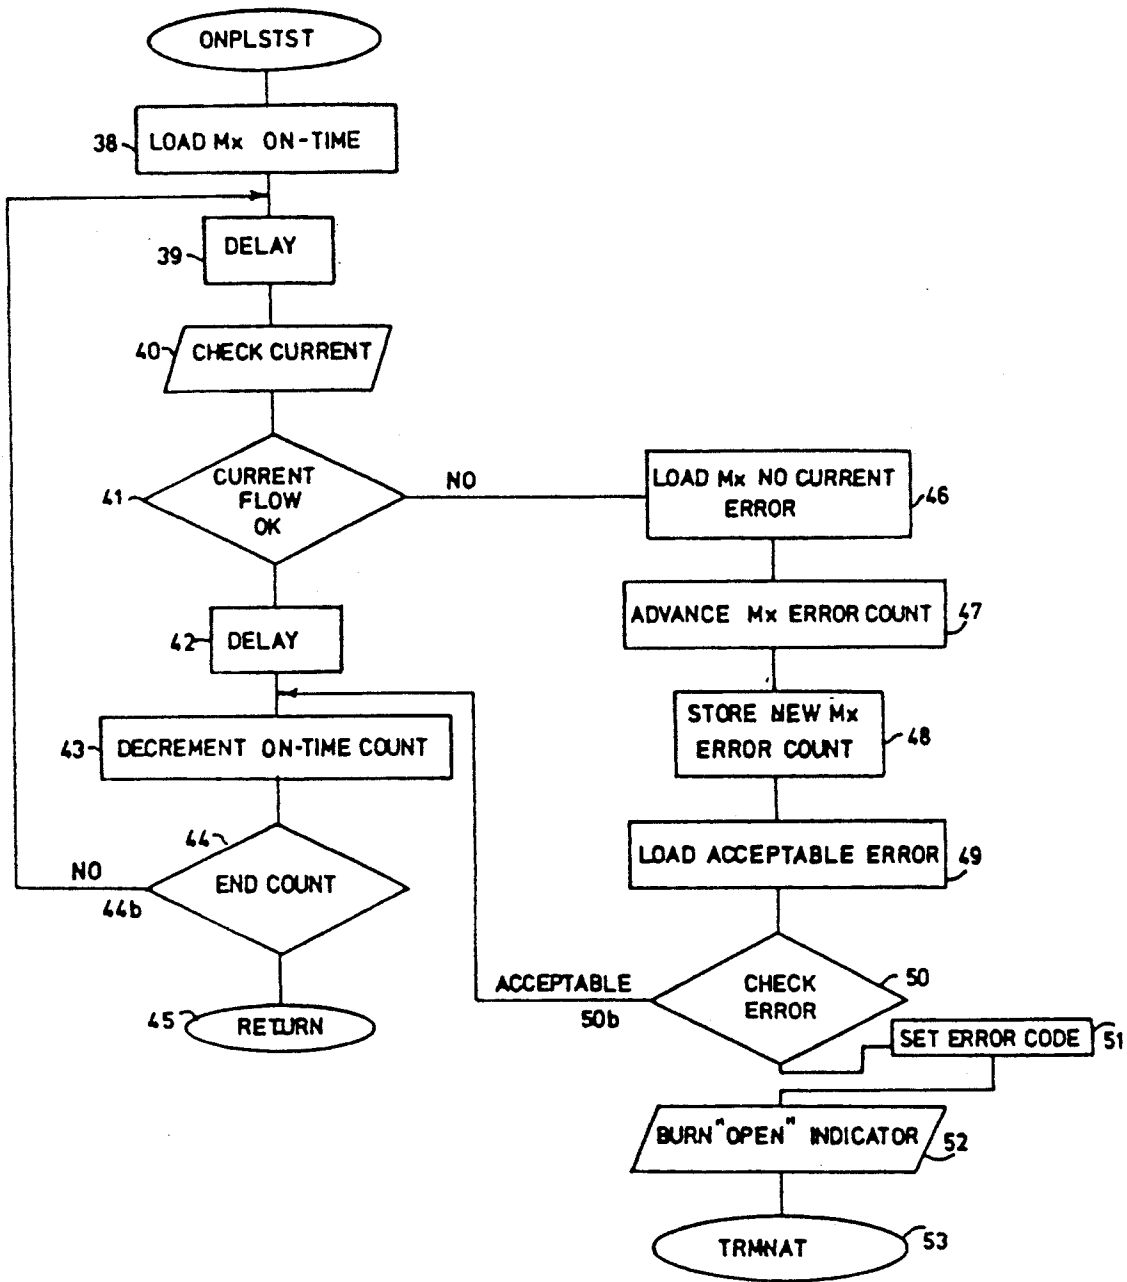 ONPLSTST
38
LOAD Mx ON-TIME
39
DELAY
40
CHECK CURRENT
41
CURRENT
FLOW
OK
NO
LOAD Mx NO CURRENT
ERROR
46
42
DELAY
ADVANCE Mx ERROR COUNT
47
STORE NEW Mx
ERROR COUNT
48
43
DECREMENT ON-TIME COUNT
44
END COUNT
NO
44b
LOAD ACCEPTABLE ERROR
49
CHECK
ERROR
50
ACCEPTABLE
50b
45
RETURN
SET ERROR CODE
51
BURN "OPEN" INDICATOR
52
TRMNAT
53